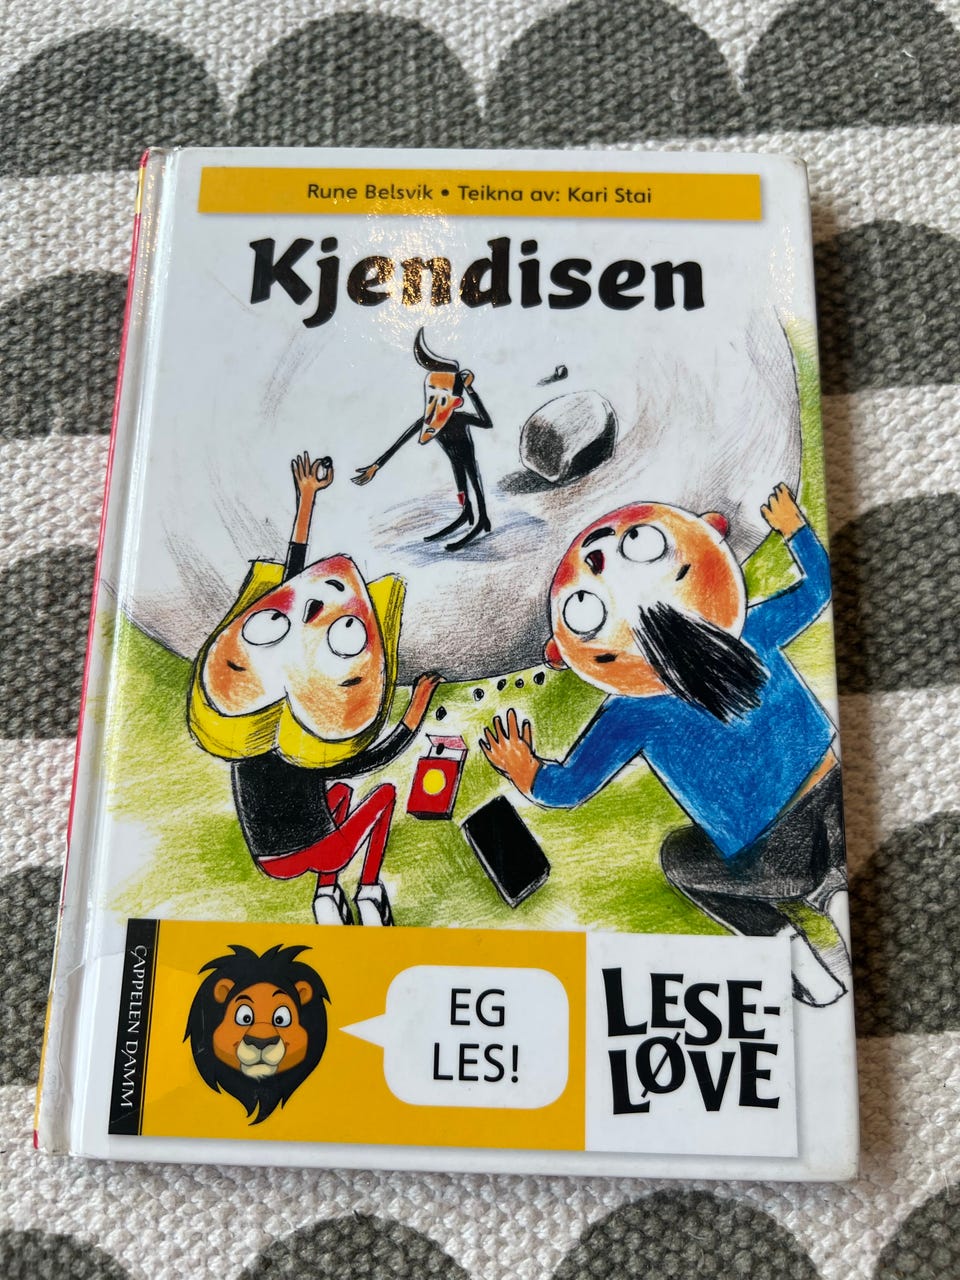 Rune Belsvik • Teikna av: Kari Stai
Kjendisen
CAPPELEN DAMM
EG
LES!
LESE-
LØVE